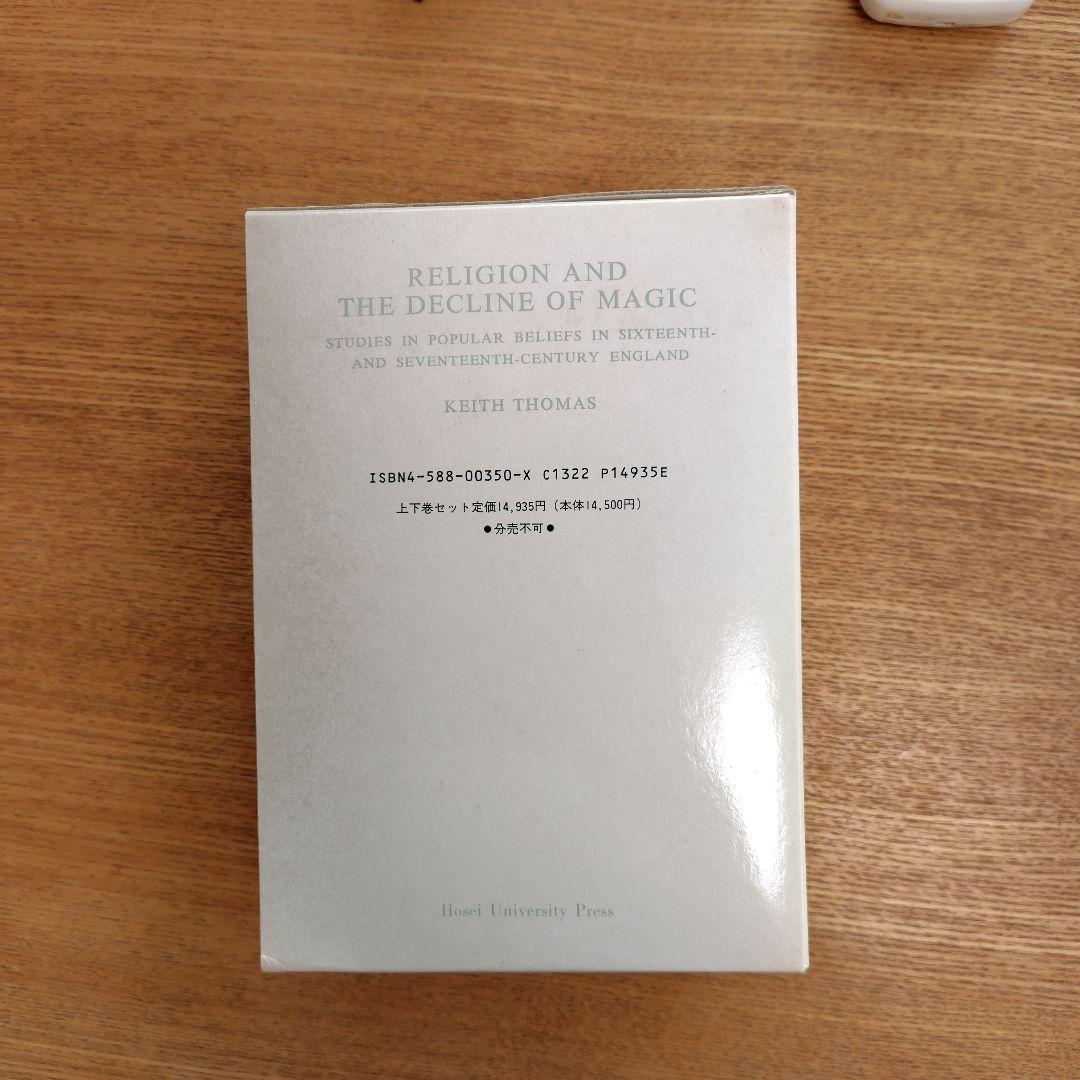 RELIGION AND
THE DECLINE OF MAGIC
STUDIES IN POPULAR BELIEFS IN SIXTEENTH-
AND SEVENTEENTH-CENTURY ENGLAND
KEITH THOMAS
ISBN4-588-00350-X C1322 P14935E
上下巻セット定価14,935円(本体14,500円)
●分売不可●
Hosei University Press